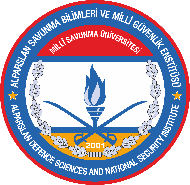 ALPARSLAN SAVUNMA BİLİMLERİ VE MİLLİ GÜVENLİK ENSTİTÜSÜ
MİLLİ SAVUNMA ÜNİVERSİTESİ
2001
ALPARSLAN DEFENCE SCIENCES AND NATIONAL SECURITY INSTITUTE